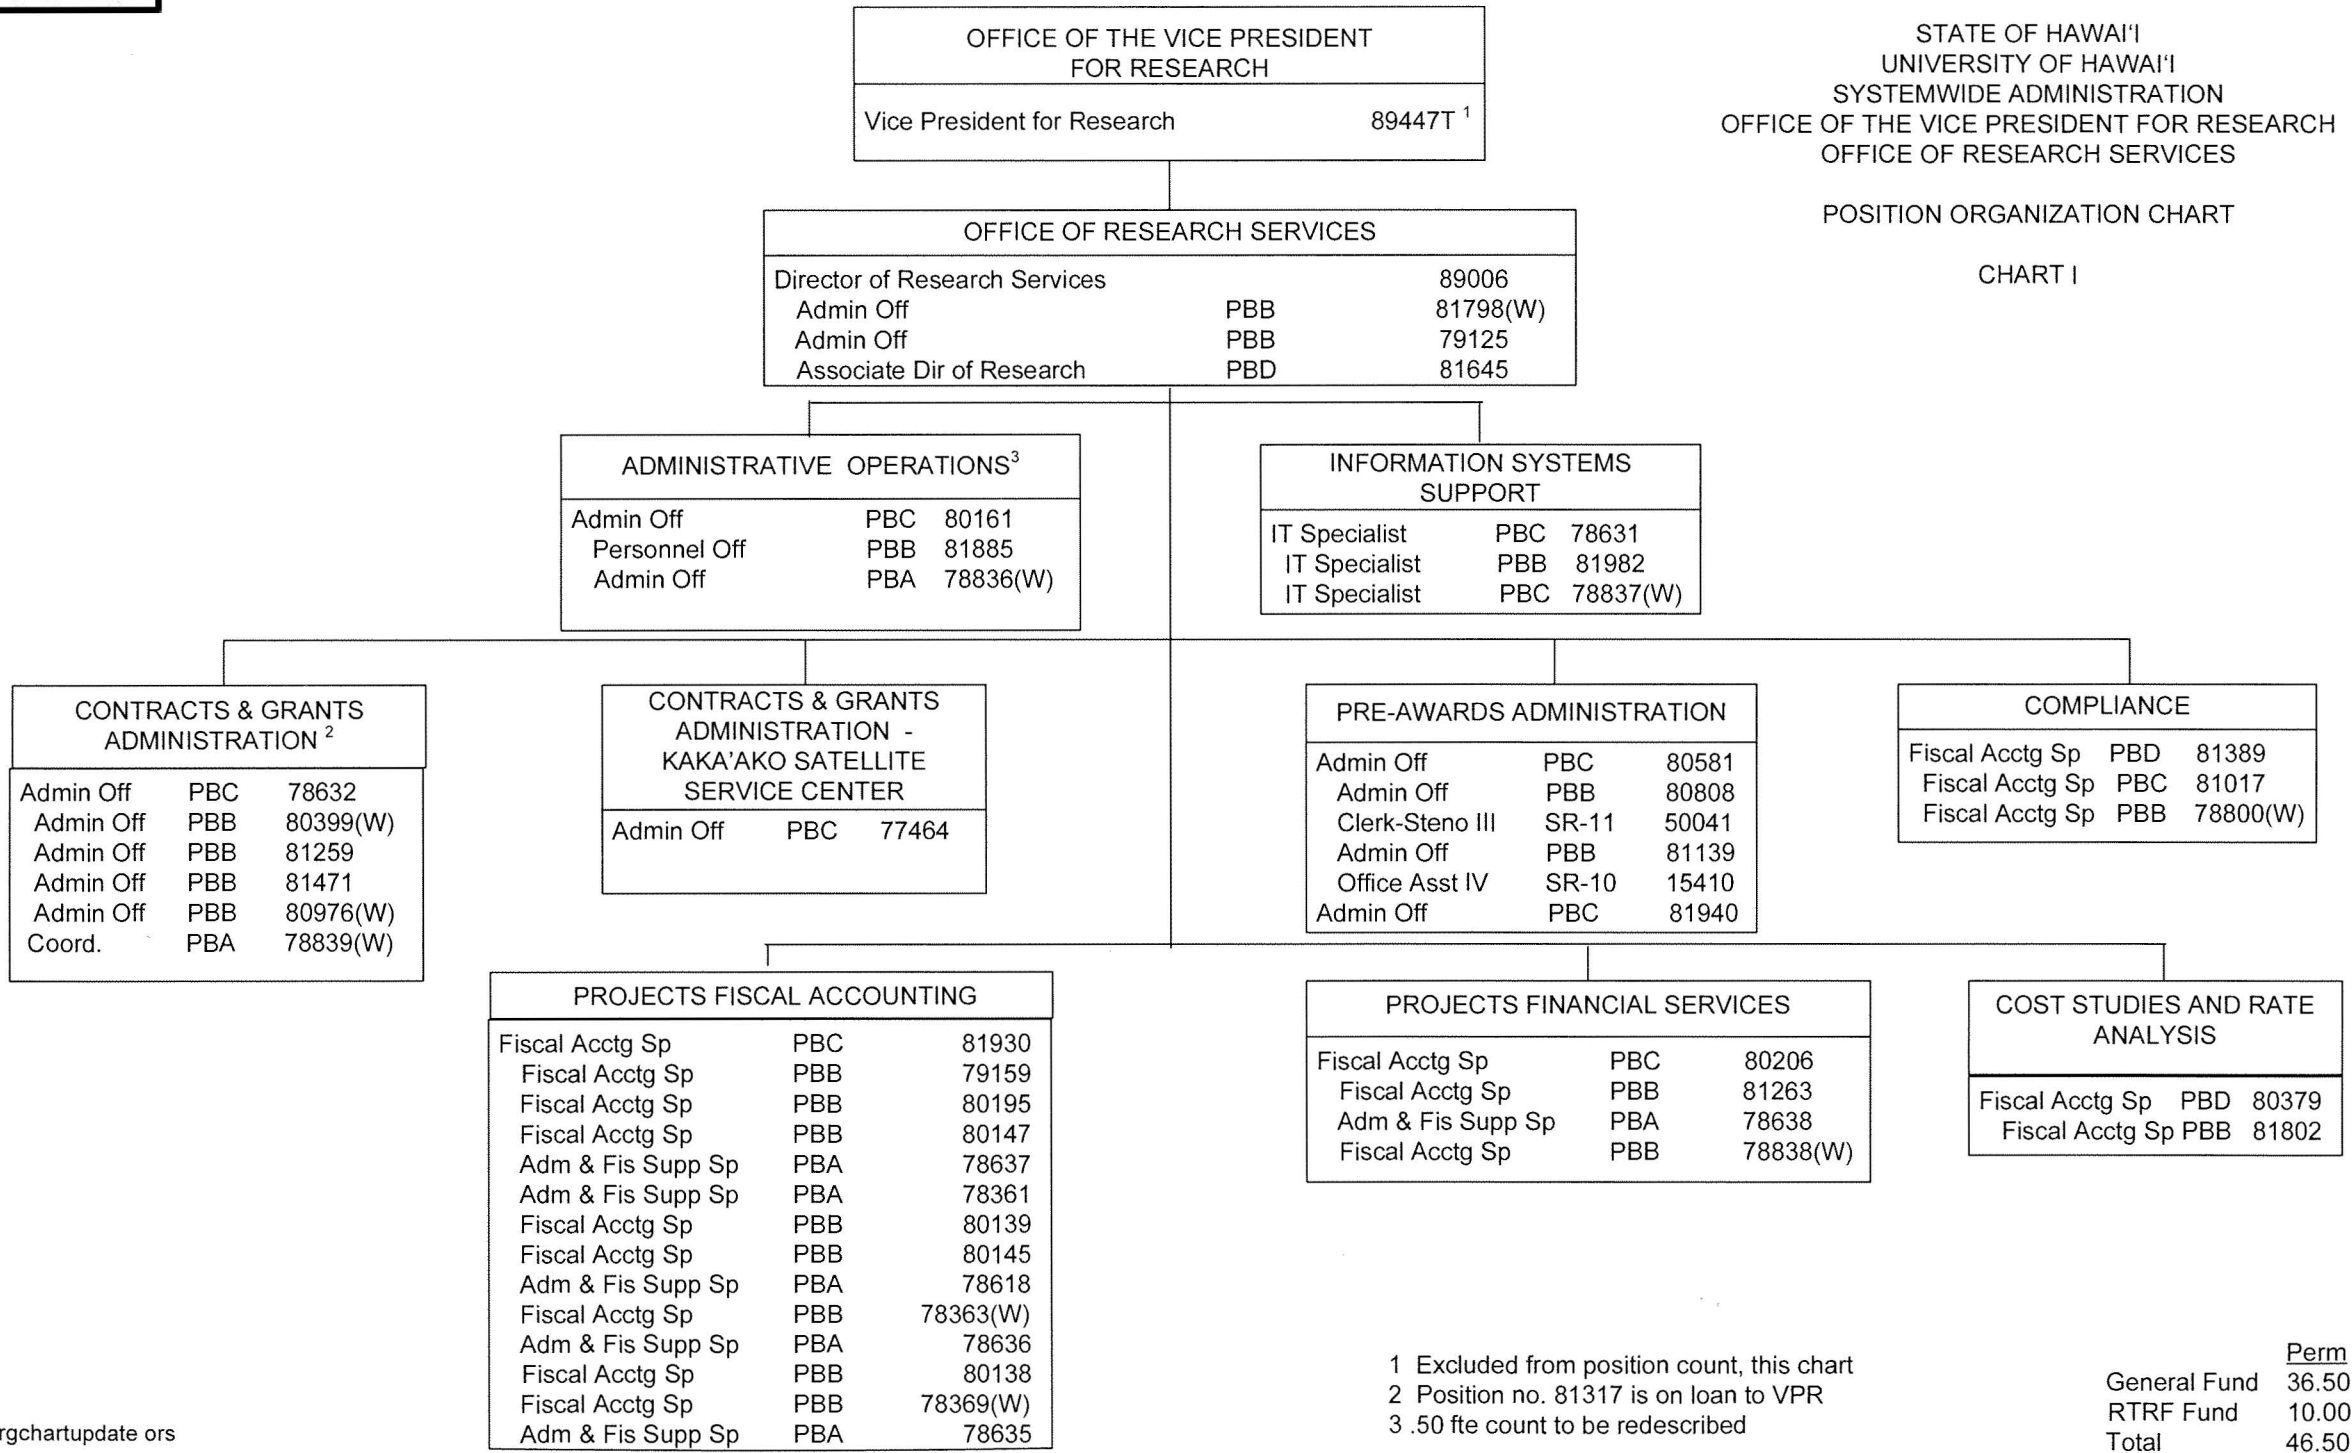 OFFICE OF THE VICE PRESIDENT
FOR RESEARCH
Vice President for Research 89447T 1
STATE OF HAWAI‘I
UNIVERSITY OF HAWAI‘I
SYSTEMWIDE ADMINISTRATION
OFFICE OF THE VICE PRESIDENT FOR RESEARCH
OFFICE OF RESEARCH SERVICES
POSITION ORGANIZATION CHART
CHART I
OFFICE OF RESEARCH SERVICES
Director of Research Services 89006
Admin Off PBB 81798(W)
Admin Off PBB 79125
Associate Dir of Research PBD 81645
ADMINISTRATIVE OPERATIONS3
Admin Off PBC 80161
Personnel Off PBB 81885
Admin Off PBA 78836(W)
INFORMATION SYSTEMS
SUPPORT
IT Specialist PBC 78631
IT Specialist PBB 81982
IT Specialist PBC 78837(W)
CONTRACTS & GRANTS
ADMINISTRATION 2
Admin Off PBC 78632
Admin Off PBB 80399(W)
Admin Off PBB 81259
Admin Off PBB 81471
Admin Off PBB 80976(W)
Coord. PBA 78839(W)
CONTRACTS & GRANTS
ADMINISTRATION -
KAKA'AKO SATELLITE
SERVICE CENTER
Admin Off PBC 77464
PRE-AWARDS ADMINISTRATION
Admin Off PBC 80581
Admin Off PBB 80808
Clerk-Steno III SR-11 50041
Admin Off PBB 81139
Office Asst IV SR-10 15410
Admin Off PBC 81940
COMPLIANCE
Fiscal Acctg Sp PBD 81389
Fiscal Acctg Sp PBC 81017
Fiscal Acctg Sp PBB 78800(W)
PROJECTS FISCAL ACCOUNTING
Fiscal Acctg Sp PBC 81930
Fiscal Acctg Sp PBB 79159
Fiscal Acctg Sp PBB 80195
Fiscal Acctg Sp PBB 80147
Adm & Fis Supp Sp PBA 78637
Adm & Fis Supp Sp PBA 78361
Fiscal Acctg Sp PBB 80139
Fiscal Acctg Sp PBB 80145
Adm & Fis Supp Sp PBA 78618
Fiscal Acctg Sp PBB 78363(W)
Adm & Fis Supp Sp PBA 78636
Fiscal Acctg Sp PBB 80138
Fiscal Acctg Sp PBB 78369(W)
Adm & Fis Supp Sp PBA 78635
PROJECTS FINANCIAL SERVICES
Fiscal Acctg Sp PBC 80206
Fiscal Acctg Sp PBB 81263
Adm & Fis Supp Sp PBA 78638
Fiscal Acctg Sp PBB 78838(W)
COST STUDIES AND RATE
ANALYSIS
Fiscal Acctg Sp PBD 80379
Fiscal Acctg Sp PBB 81802
1 Excluded from position count, this chart
2 Position no. 81317 is on loan to VPR
3 .50 fte count to be redescribed
Perm
General Fund 36.50
RTRF Fund 10.00
Total 46.50
rgchartupdate ors